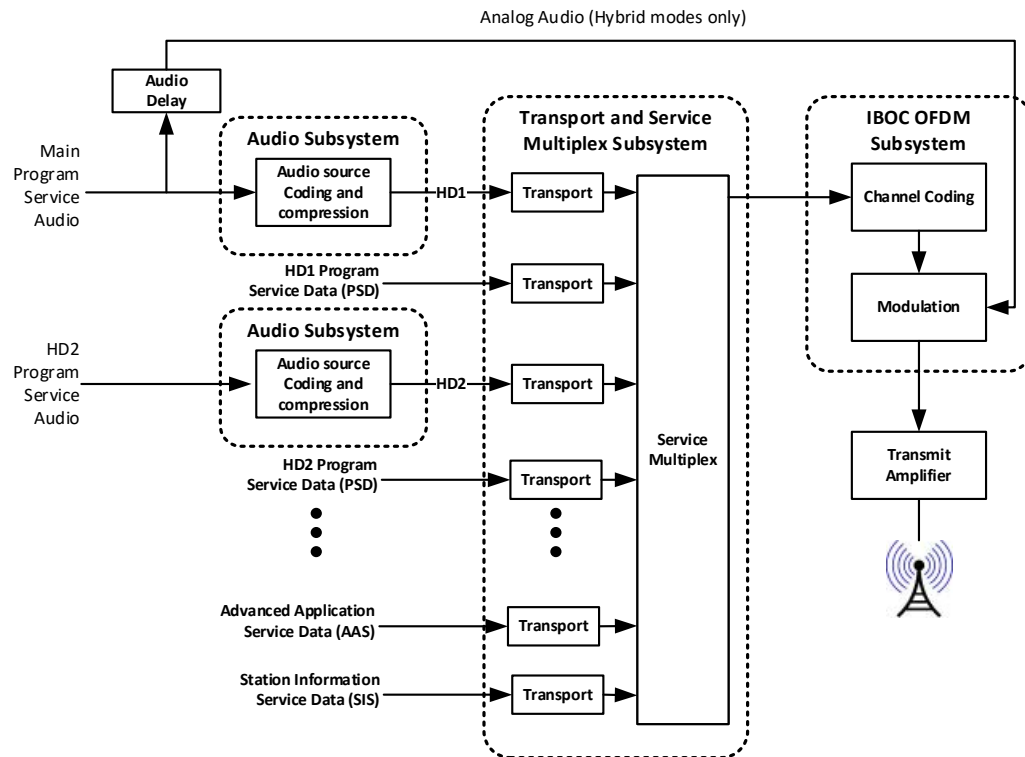 Analog Audio (Hybrid modes only)
Audio
Delay
Main
Program
Service
Audio
Audio Subsystem
Audio source
Coding and
compression
HD1
Transport and Service
Multiplex Subsystem
Transport
IBOC OFDM
Subsystem
Channel Coding
HD1 Program
Service Data (PSD)
Transport
Modulation
HD2
Program
Service
Audio
Audio Subsystem
Audio source
Coding and
compression
HD2
Transport
Service
Multiplex
Transmit
Amplifier
HD2 Program
Service Data (PSD)
Transport
Advanced Application
Service Data (AAS)
Transport
Station Information
Service Data (SIS)
Transport